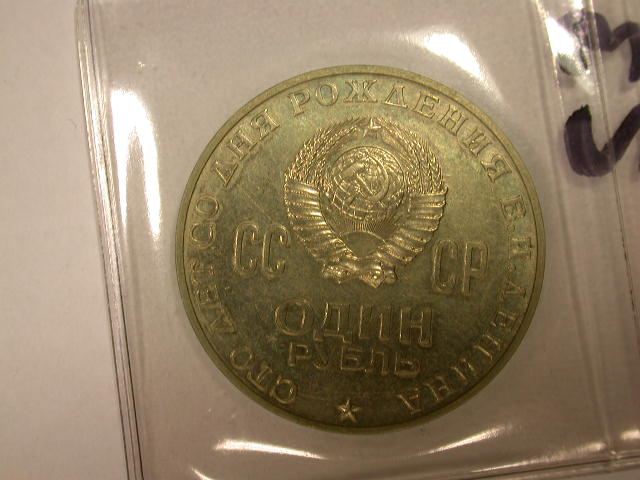 СТО ЛЕТ СО ДНЯ РОЖДЕНИЯ В.И.ЛЕНИНА
СС СР
ОДИН
РУБЛЬ